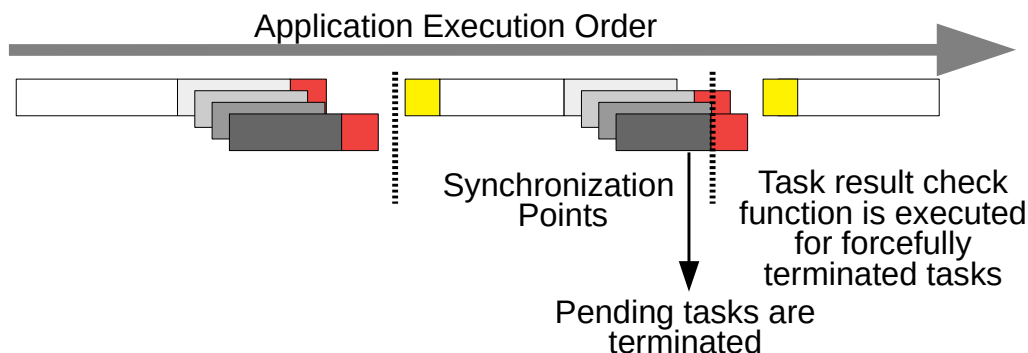 Application Execution Order
Synchronization
Points
Task result check
function is executed
for forcefully
terminated tasks
Pending tasks are
terminated